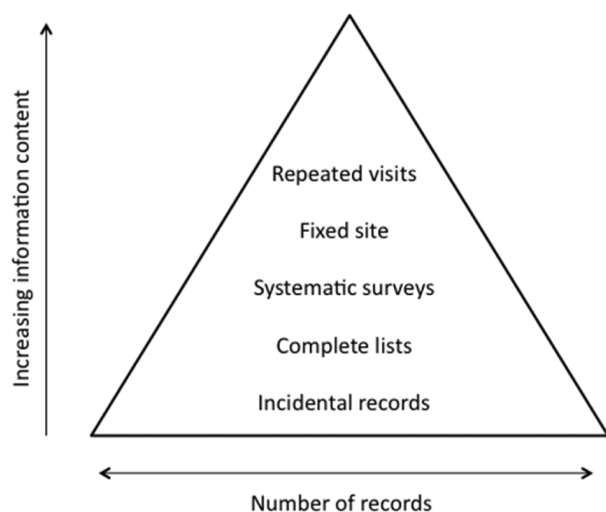 Increasing information content
Repeated visits
Fixed site
Systematic surveys
Complete lists
Incidental records
Number of records